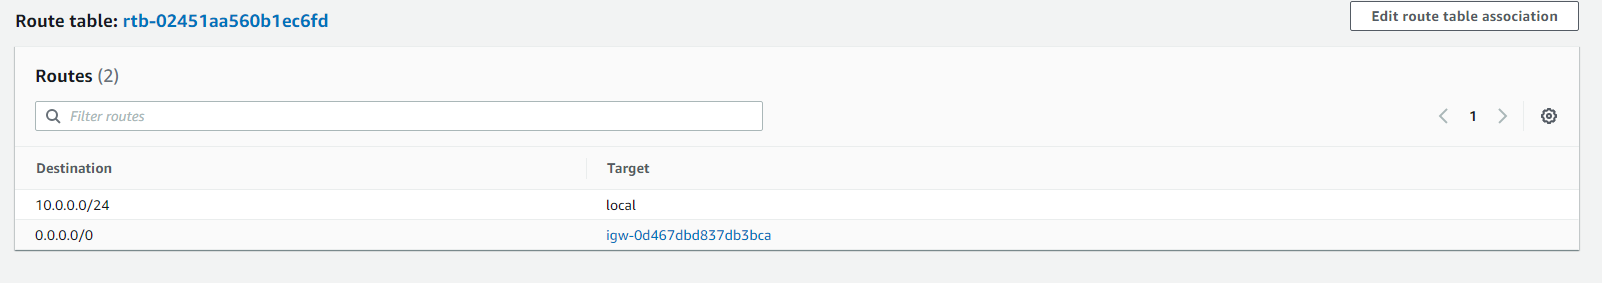 Route table: rtb-02451aa560b1ec6fd
Edit route table association
Routes (2)
Filter routes
1
Destination Target
10.0.0.0/24 local
0.0.0.0/0 igw-0d467dbd837db3bca